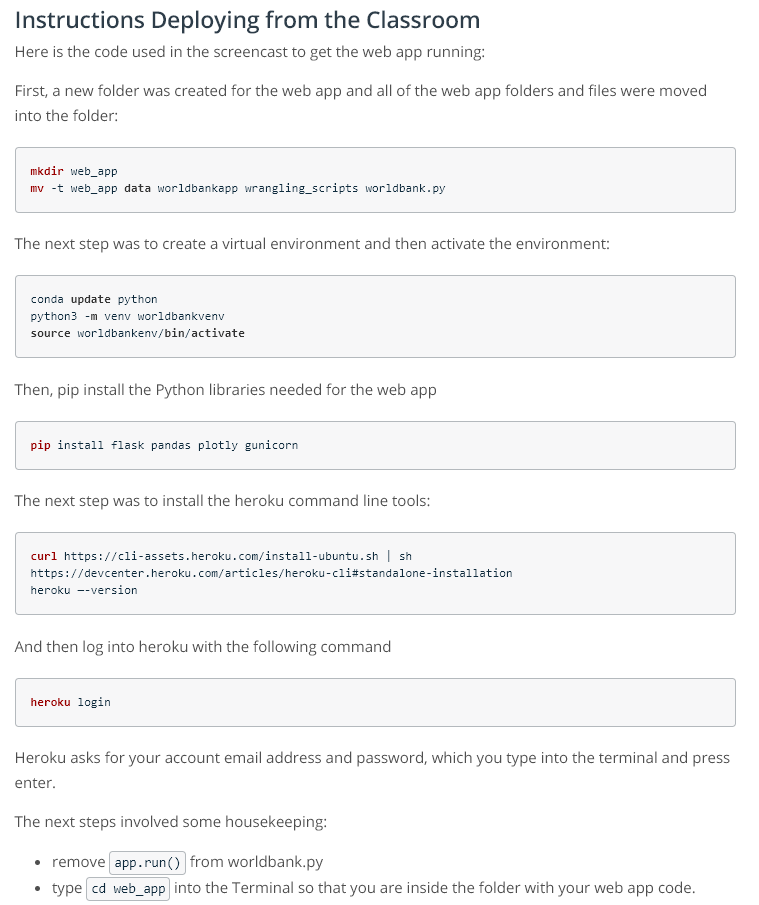 Instructions Deploying from the Classroom
Here is the code used in the screencast to get the web app running:
First, a new folder was created for the web app and all of the web app folders and files were moved
into the folder:
mkdir web_app
mv -t web_app data worldbankapp wrangling_scripts worldbank.py
The next step was to create a virtual environment and then activate the environment:
conda update python
python3 -m venv worldbankvenv
source worldbankenv/bin/activate
Then, pip install the Python libraries needed for the web app
pip install flask pandas plotly gunicorn
The next step was to install the heroku command line tools:
curl https://cli-assets.heroku.com/install-ubuntu.sh | sh
https://devcenter.heroku.com/articles/heroku-cli#standalone-installation
heroku —-version
And then log into heroku with the following command
heroku login
Heroku asks for your account email address and password, which you type into the terminal and press
enter.
The next steps involved some housekeeping:
• remove app.run() from worldbank.py
• type cd web_app into the Terminal so that you are inside the folder with your web app code.